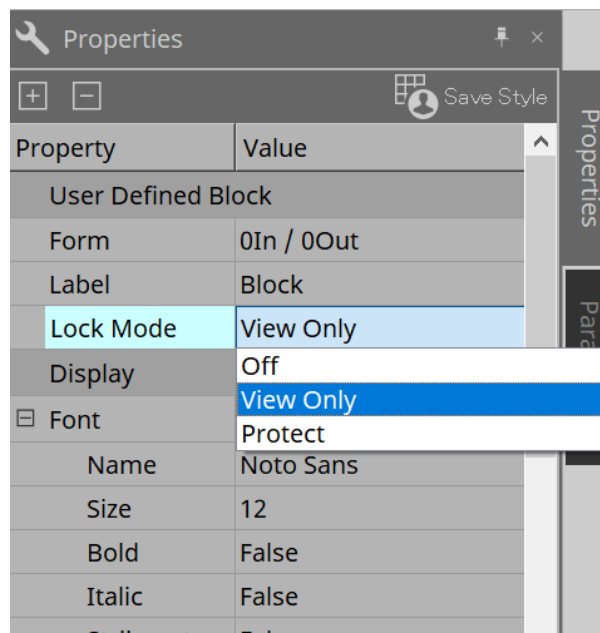 Properties
Save Style
Property Value
User Defined Block
Form 0In / 0Out
Label Block
Lock Mode View Only
Off
Display
View Only
Font
Protect
Name Noto Sans
Size 12
Bold False
Italic False
Properties